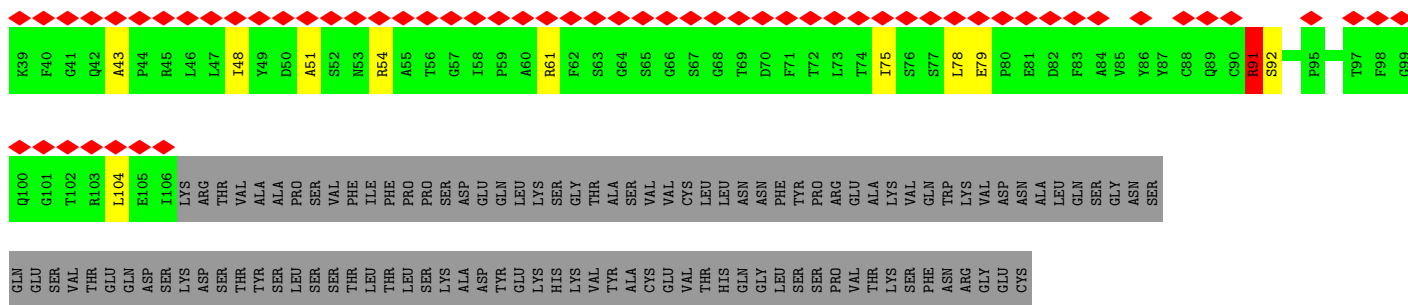 K39 F40 G41 Q42 A43 P44 R45 L46 L47 I48 Y49 D50 A51 S52 N53 R54 A55 T56 G57 I58 P59 A60 R61 F62 S63 G64 S65 G66 S67 G68 T69 D70 F71 T72 L73 T74 I75 S76 S77 L78 E79 P80 E81 D82 F83 A84 V85 Y86 Y87 C88 Q89 C90 R91 S92 P95 T97 F98 G99
Q100 G101 T102 R103 L104 E105 I106 LYS ARG THR VAL ALA ALA PRO SER VAL PHE ILE PHE PRO PRO SER ASP GLU GLN LEU LYS SER GLY THR ALA SER VAL VAL CYS LEU LEU ASN ASN PHE TYR PRO ARG GLU ALA LYS VAL GLN TRP LYS VAL ASP ASN ALA LEU GLN SER GLY ASN SER
GLN GLU SER VAL THR GLU GLN ASP SER LYS ASP SER THR TYR SER LEU SER SER THR LEU THR LEU SER LYS ALA ASP TYR GLU LYS HIS LYS VAL TYR ALA CYS GLU VAL THR HIS GLN GLY LEU SER SER PRO VAL THR LYS SER PHE ASN ARG GLY GLU CYS